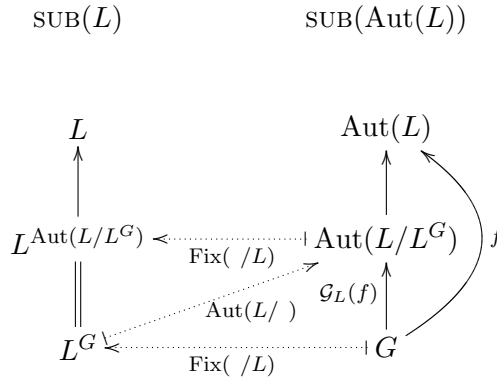 SUB(L) SUB(Aut(L))
L Aut(L)
L^{Aut(L/L^G)} Aut(L/L^G) f
Fix( /L)
𝒢_L(f)
Aut(L/ )
L^G G
Fix( /L)